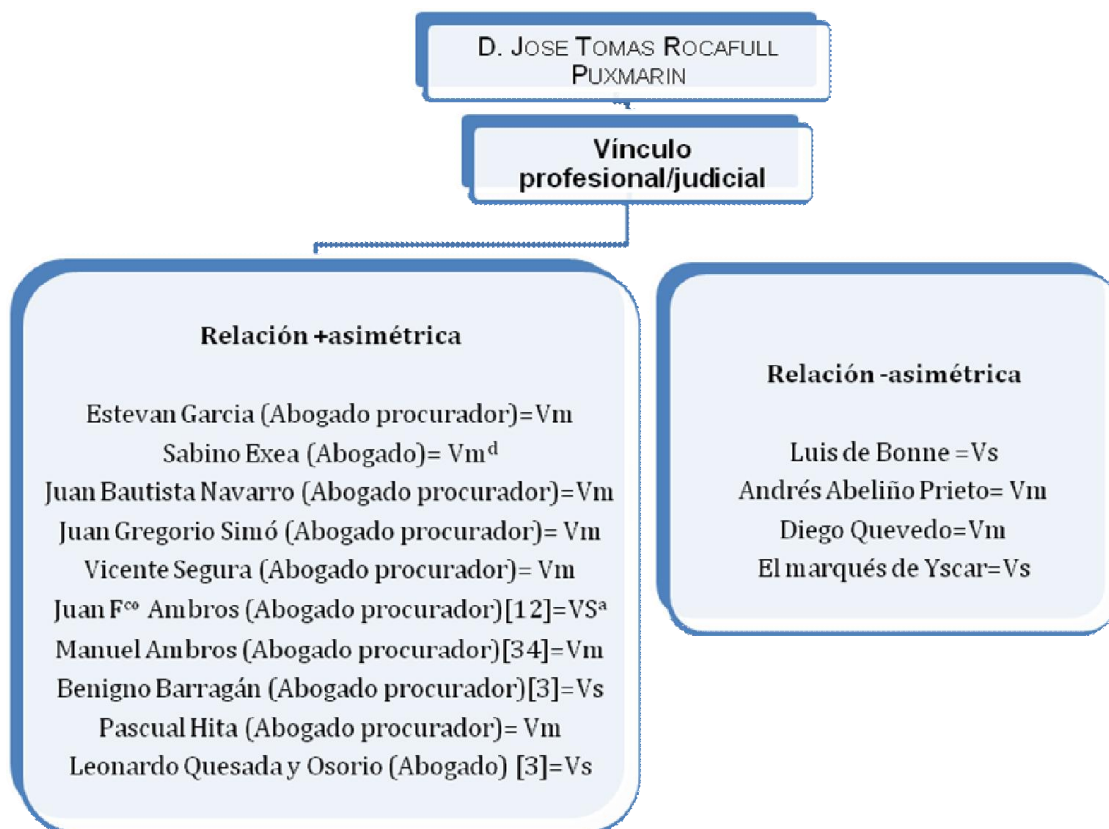 D. JOSE TOMAS ROCAFULL
PUXMARIN
Vínculo
profesional/judicial
Relación +asimétrica
Estevan Garcia (Abogado procurador)=Vm
Sabino Exea (Abogado)= Vmᵈ
Juan Bautista Navarro (Abogado procurador)=Vm
Juan Gregorio Simó (Abogado procurador)= Vm
Vicente Segura (Abogado procurador)= Vm
Juan Fᶜᵒ Ambros (Abogado procurador)[12]=VSᵃ
Manuel Ambros (Abogado procurador)[34]=Vm
Benigno Barragán (Abogado procurador)[3]=Vs
Pascual Hita (Abogado procurador)= Vm
Leonardo Quesada y Osorio (Abogado) [3]=Vs
Relación -asimétrica
Luis de Bonne =Vs
Andrés Abeliño Prieto= Vm
Diego Quevedo=Vm
El marqués de Yscar=Vs